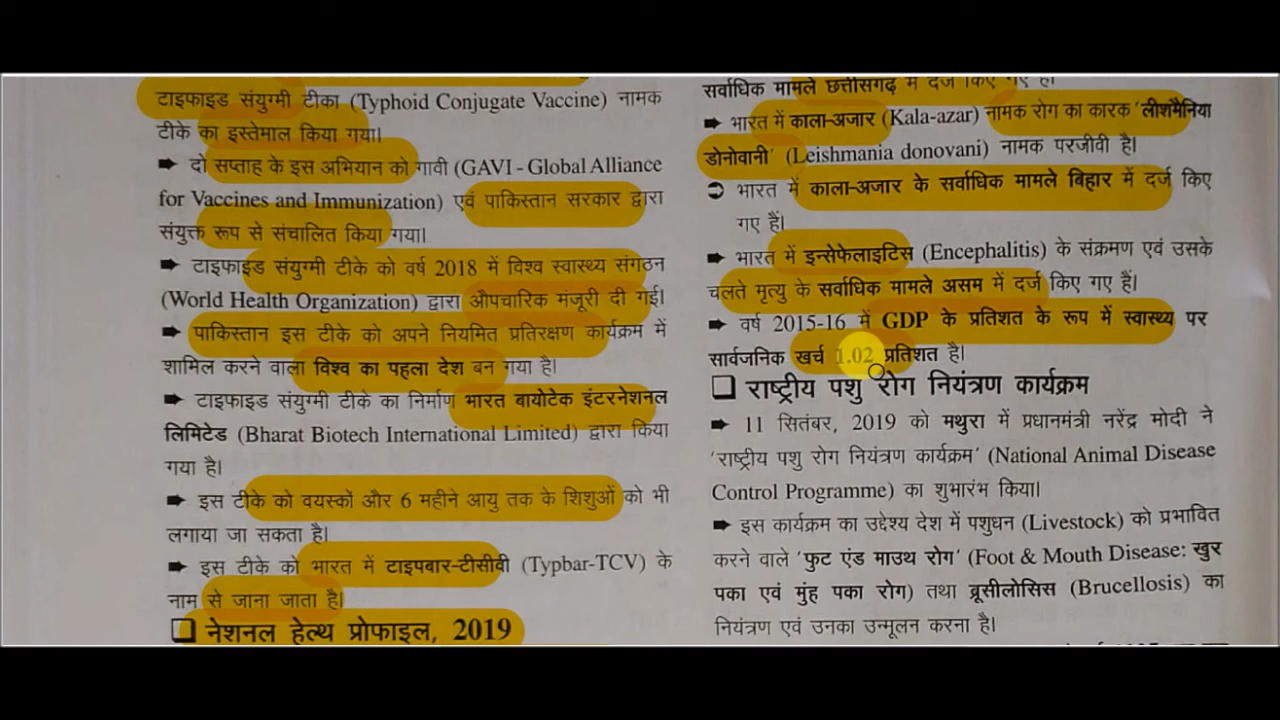 टाइफाइड संयुग्मी टीका (Typhoid Conjugate Vaccine) नामक
टीके का इस्तेमाल किया गया।
➨ दो सप्ताह के इस अभियान को गावी (GAVI - Global Alliance
for Vaccines and Immunization) एवं पाकिस्तान सरकार द्वारा
संयुक्त रूप से संचालित किया गया।
➨ टाइफाइड संयुग्मी टीके को वर्ष 2018 में विश्व स्वास्थ्य संगठन
(World Health Organization) द्वारा औपचारिक मंजूरी दी गई।
➨ पाकिस्तान इस टीके को अपने नियमित प्रतिरक्षण कार्यक्रम में
शामिल करने वाला विश्व का पहला देश बन गया है।
➨ टाइफाइड संयुग्मी टीके का निर्माण भारत बायोटेक इंटरनेशनल
लिमिटेड (Bharat Biotech International Limited) द्वारा किया
गया है।
➨ इस टीके को वयस्कों और 6 महीने आयु तक के शिशुओं को भी
लगाया जा सकता है।
➨ इस टीके को भारत में टाइपबार-टीसीवी (Typbar-TCV) के
नाम से जाना जाता है।
❑ नेशनल हेल्थ प्रोफाइल, 2019
सर्वाधिक मामले छत्तीसगढ़ में दर्ज किए गए हैं।
➨ भारत में काला-अजार (Kala-azar) नामक रोग का कारक 'लीशमैनिया
डोनोवानी' (Leishmania donovani) नामक परजीवी है।
➲ भारत में काला-अजार के सर्वाधिक मामले बिहार में दर्ज किए
गए हैं।
➨ भारत में इन्सेफेलाइटिस (Encephalitis) के संक्रमण एवं उसके
चलते मृत्यु के सर्वाधिक मामले असम में दर्ज किए गए हैं।
➨ वर्ष 2015-16 में GDP के प्रतिशत के रूप में स्वास्थ्य पर
सार्वजनिक खर्च 1.02 प्रतिशत है।
❑ राष्ट्रीय पशु रोग नियंत्रण कार्यक्रम
➨ 11 सितंबर, 2019 को मथुरा में प्रधानमंत्री नरेंद्र मोदी ने
'राष्ट्रीय पशु रोग नियंत्रण कार्यक्रम' (National Animal Disease
Control Programme) का शुभारंभ किया।
➨ इस कार्यक्रम का उद्देश्य देश में पशुधन (Livestock) को प्रभावित
करने वाले 'फुट एंड माउथ रोग' (Foot & Mouth Disease: खुर
पका एवं मुंह पका रोग) तथा ब्रूसीलोसिस (Brucellosis) का
नियंत्रण एवं उनका उन्मूलन करना है।